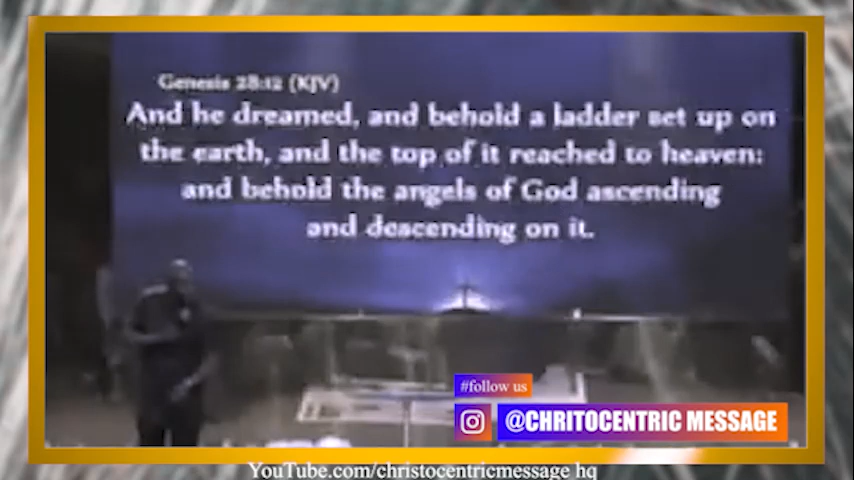 Genesis 28:12 (KJV)
And he dreamed, and behold a ladder set up on
the earth, and the top of it reached to heaven:
and behold the angels of God ascending
and descending on it.
#follow us
@CHRITOCENTRIC MESSAGE
YouTube.com/christocentricmessage hq